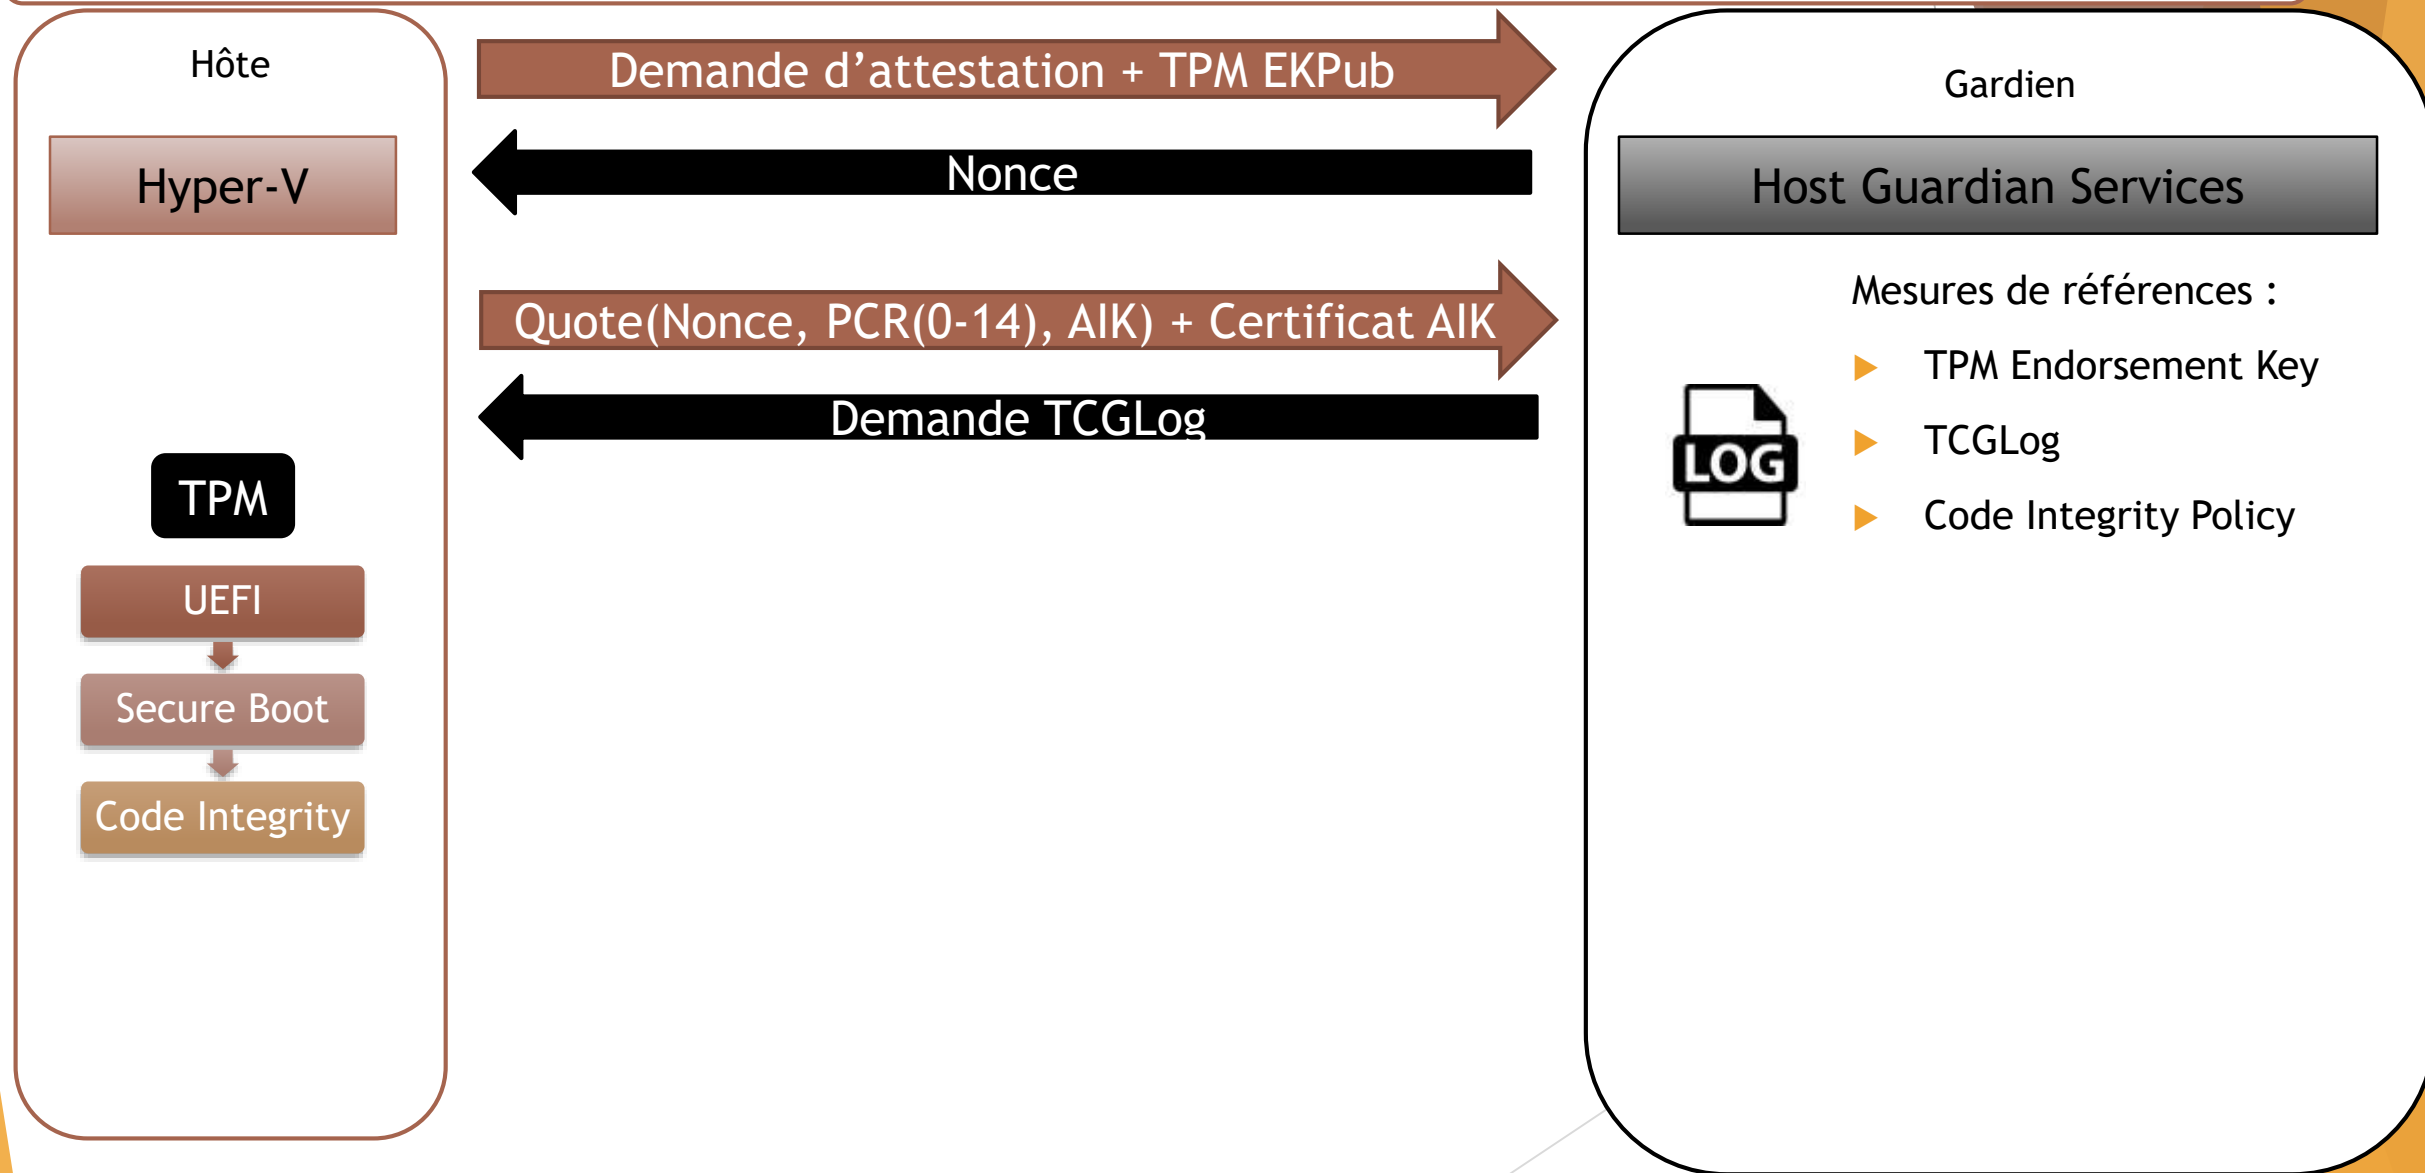 Hôte
Hyper-V
TPM
UEFI
Secure Boot
Code Integrity
Demande d’attestation + TPM EKPub
Nonce
Quote(Nonce, PCR(0-14), AIK) + Certificat AIK
Demande TCGLog
Gardien
Host Guardian Services
Mesures de références :
TPM Endorsement Key
TCGLog
Code Integrity Policy
LOG